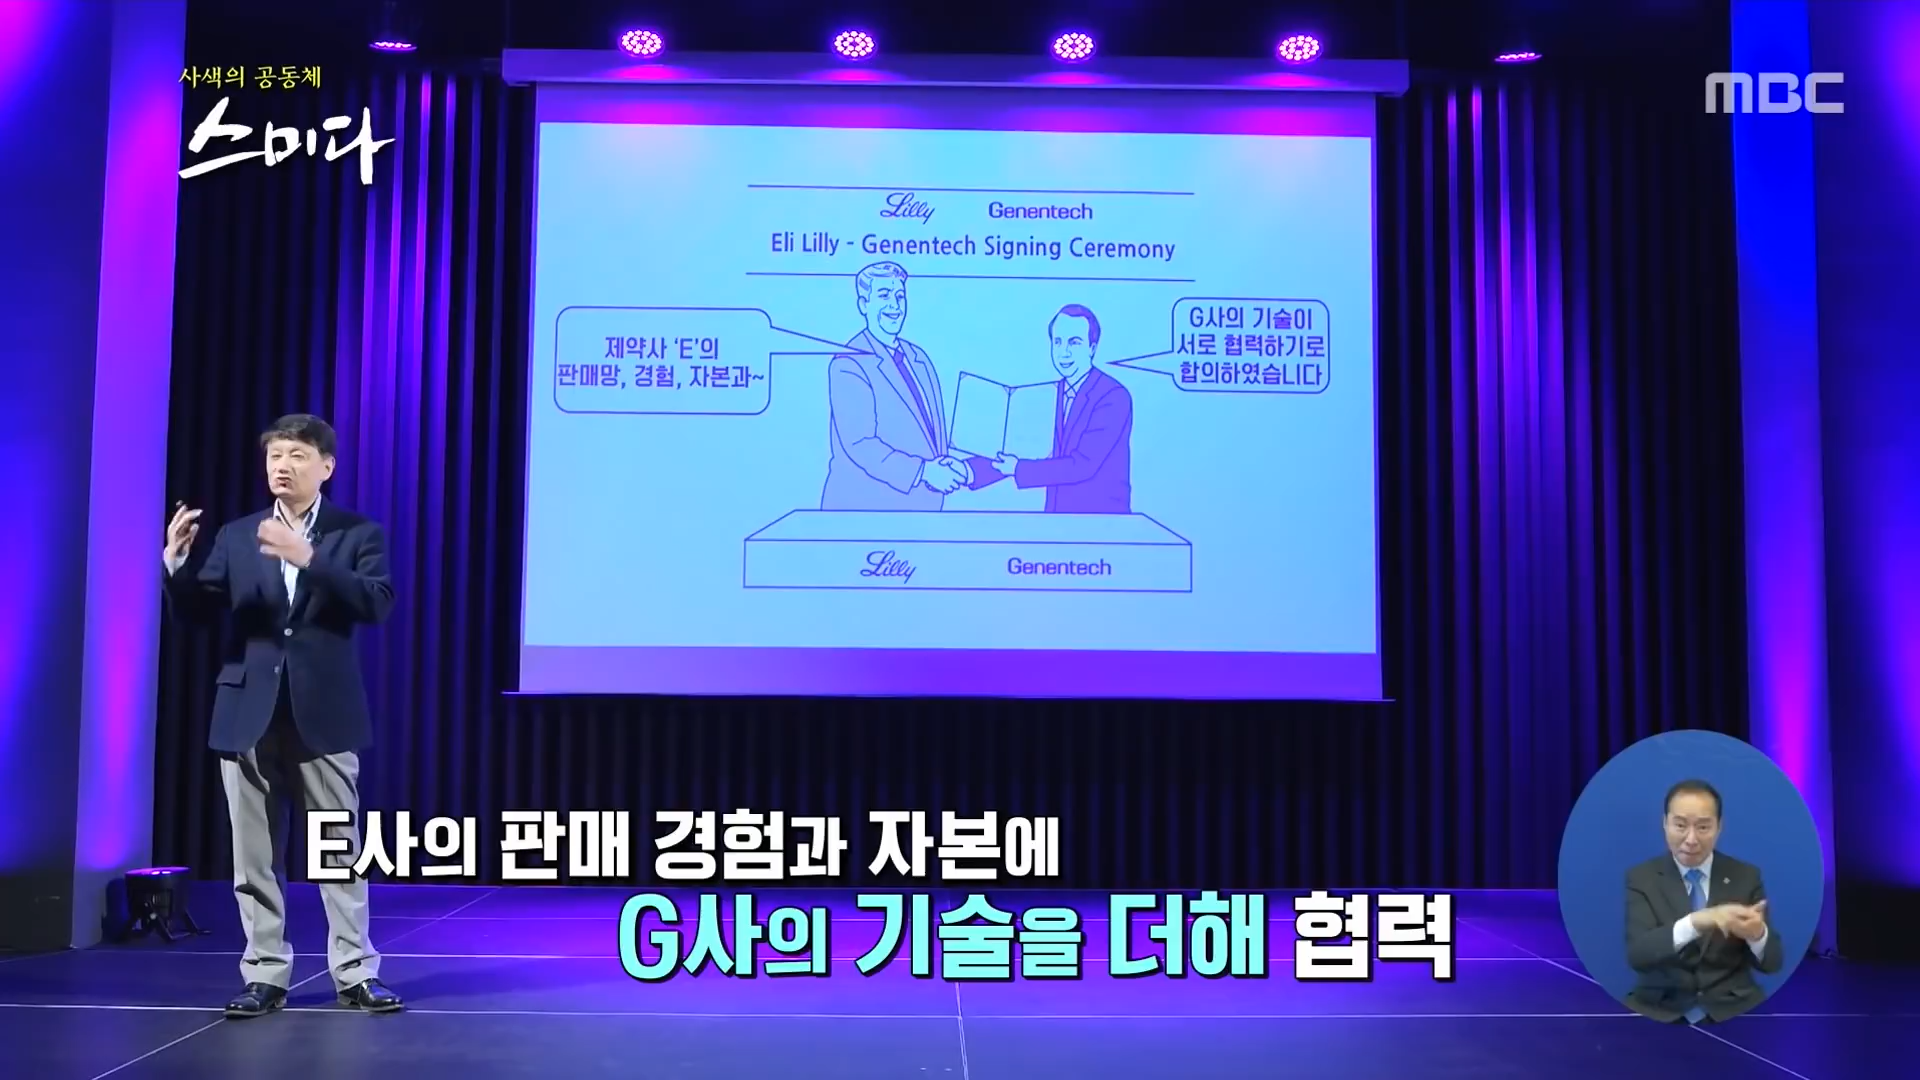 사색의 공동체
스미다
MBC
Lilly Genentech
Eli Lilly - Genentech Signing Ceremony
제약사 ‘E’의
판매망, 경험, 자본과~
G사의 기술이
서로 협력하기로
합의하였습니다
Lilly Genentech
E사의 판매 경험과 자본에
G사의 기술을 더해 협력